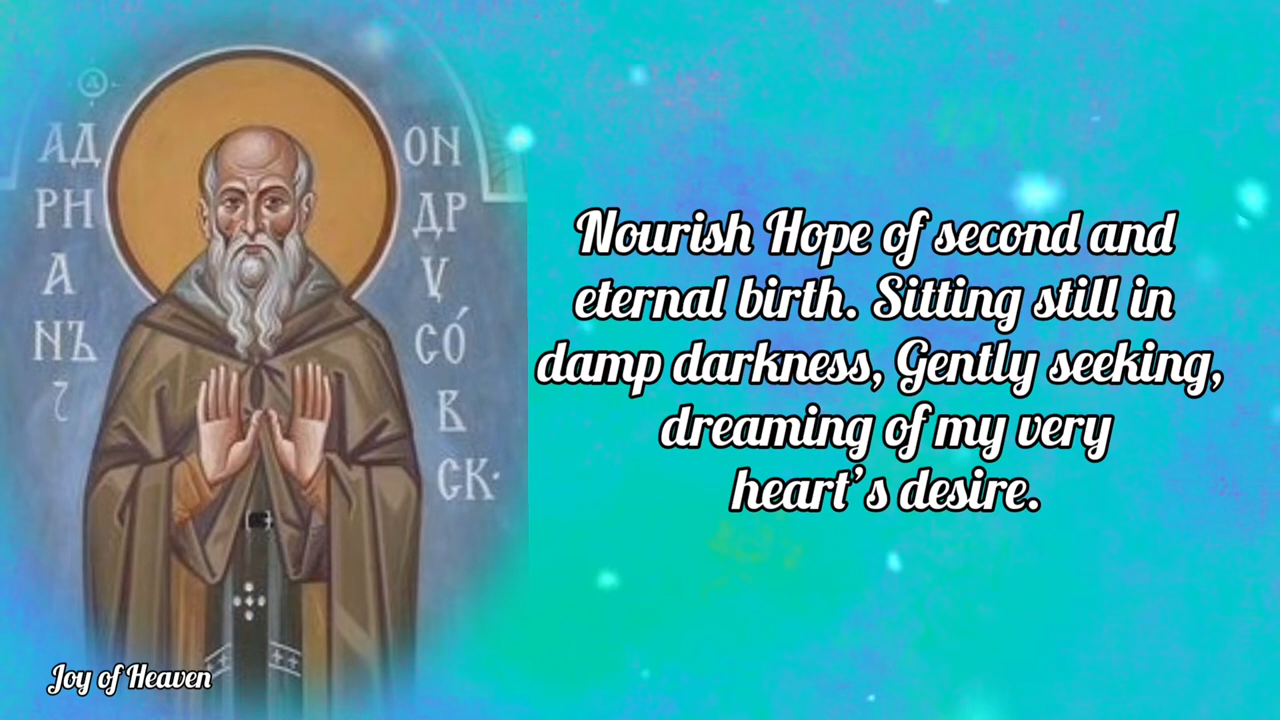 А
АД
РН
А
НЪ
ОН
ДР
Ѹ
СО́
В
СК·
Nourish Hope of second and
eternal birth. Sitting still in
damp darkness, Gently seeking,
dreaming of my very
heart’s desire.
Joy of Heaven